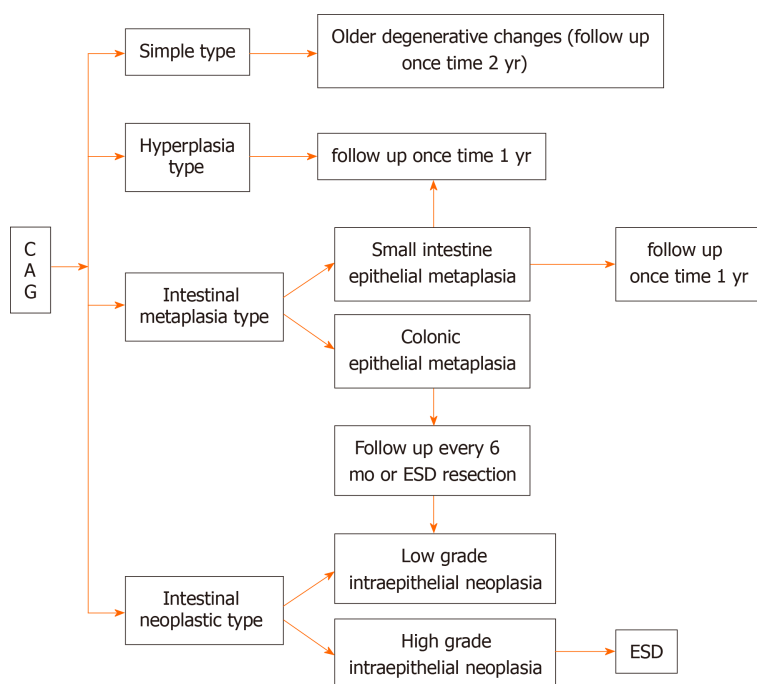 Simple type
Older degenerative changes (follow up
once time 2 yr)
Hyperplasia
type
follow up once time 1 yr
C
A
G
Intestinal
metaplasia type
Small intestine
epithelial metaplasia
follow up
once time 1 yr
Colonic
epithelial metaplasia
Follow up every 6
mo or ESD resection
Intestinal
neoplastic type
Low grade
intraepithelial neoplasia
High grade
intraepithelial neoplasia
ESD